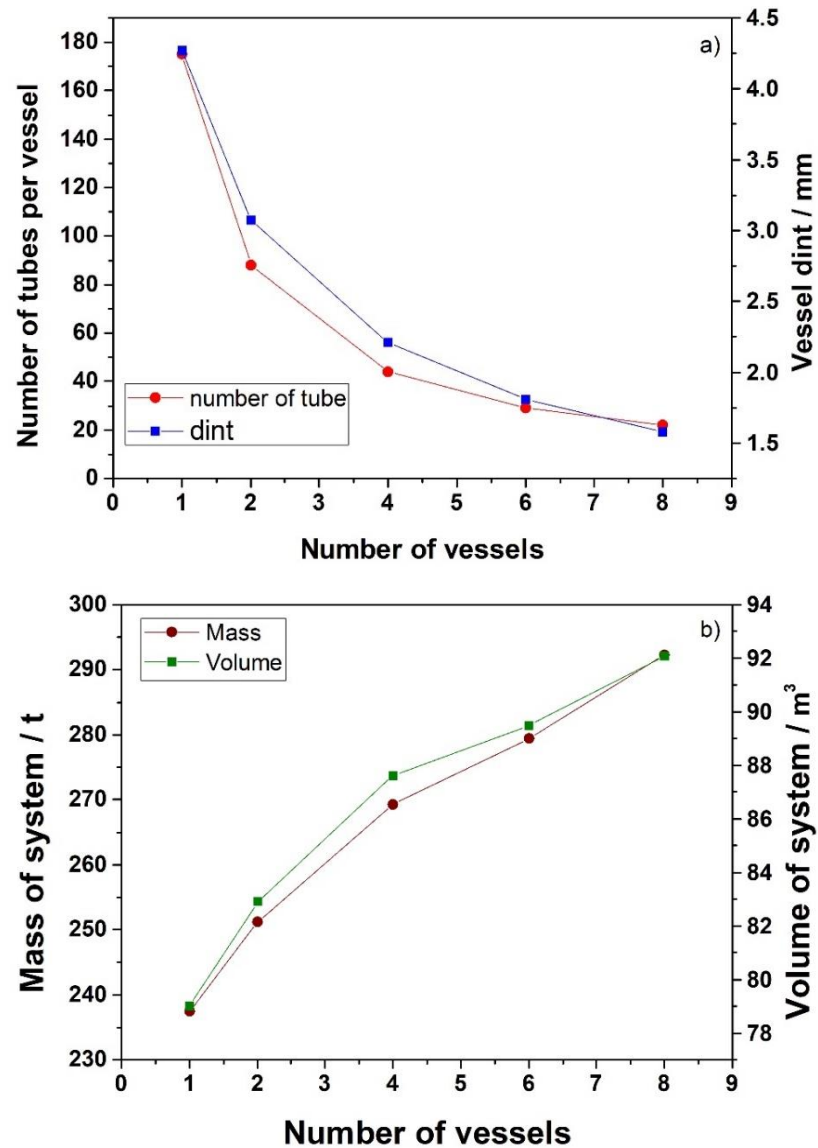 a)
Number of tubes per vessel
180
160
140
120
100
80
60
40
20
0
4.5
4.0
3.5
3.0
2.5
2.0
1.5
Vessel dint / mm
number of tube
dint
0 1 2 3 4 5 6 7 8 9
Number of vessels
b)
Mass of system / t
300
290
280
270
260
250
240
230
94
92
90
88
86
84
82
80
78
Volume of system / m³
Mass
Volume
0 1 2 3 4 5 6 7 8 9
Number of vessels